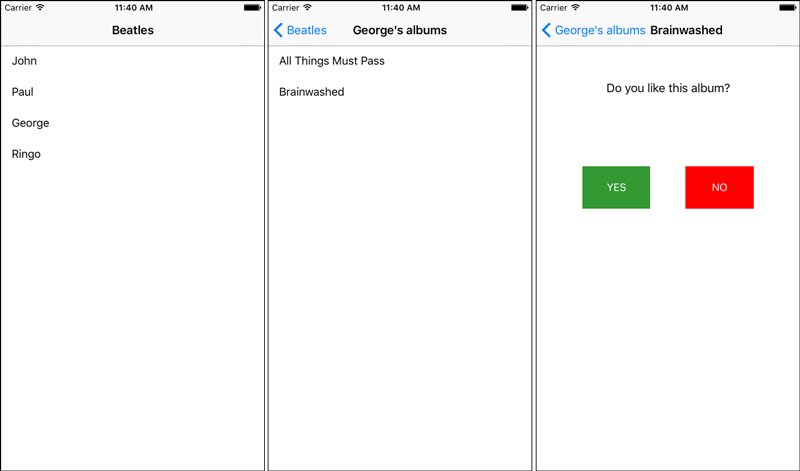 Carrier 11:40 AM
Beatles
John
Paul
George
Ringo
Carrier 11:40 AM
Beatles George's albums
All Things Must Pass
Brainwashed
Carrier 11:40 AM
George's albums Brainwashed
Do you like this album?
YES NO